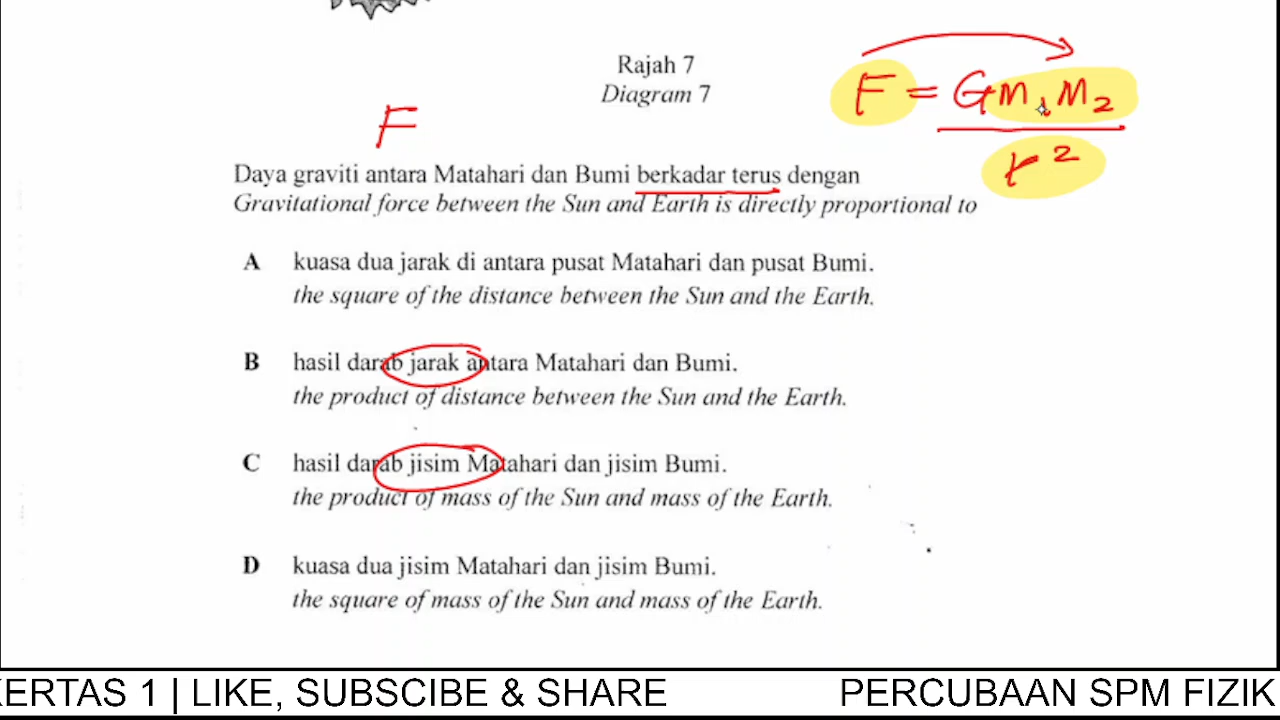 Rajah 7
Diagram 7
F = GM1M2
r²
F
Daya graviti antara Matahari dan Bumi berkadar terus dengan
Gravitational force between the Sun and Earth is directly proportional to
A kuasa dua jarak di antara pusat Matahari dan pusat Bumi.
the square of the distance between the Sun and the Earth.
B hasil darab jarak antara Matahari dan Bumi.
the product of distance between the Sun and the Earth.
C hasil darab jisim Matahari dan jisim Bumi.
the product of mass of the Sun and mass of the Earth.
D kuasa dua jisim Matahari dan jisim Bumi.
the square of mass of the Sun and mass of the Earth.
KERTAS 1 | LIKE, SUBSCIBE & SHARE PERCUBAAN SPM FIZIK